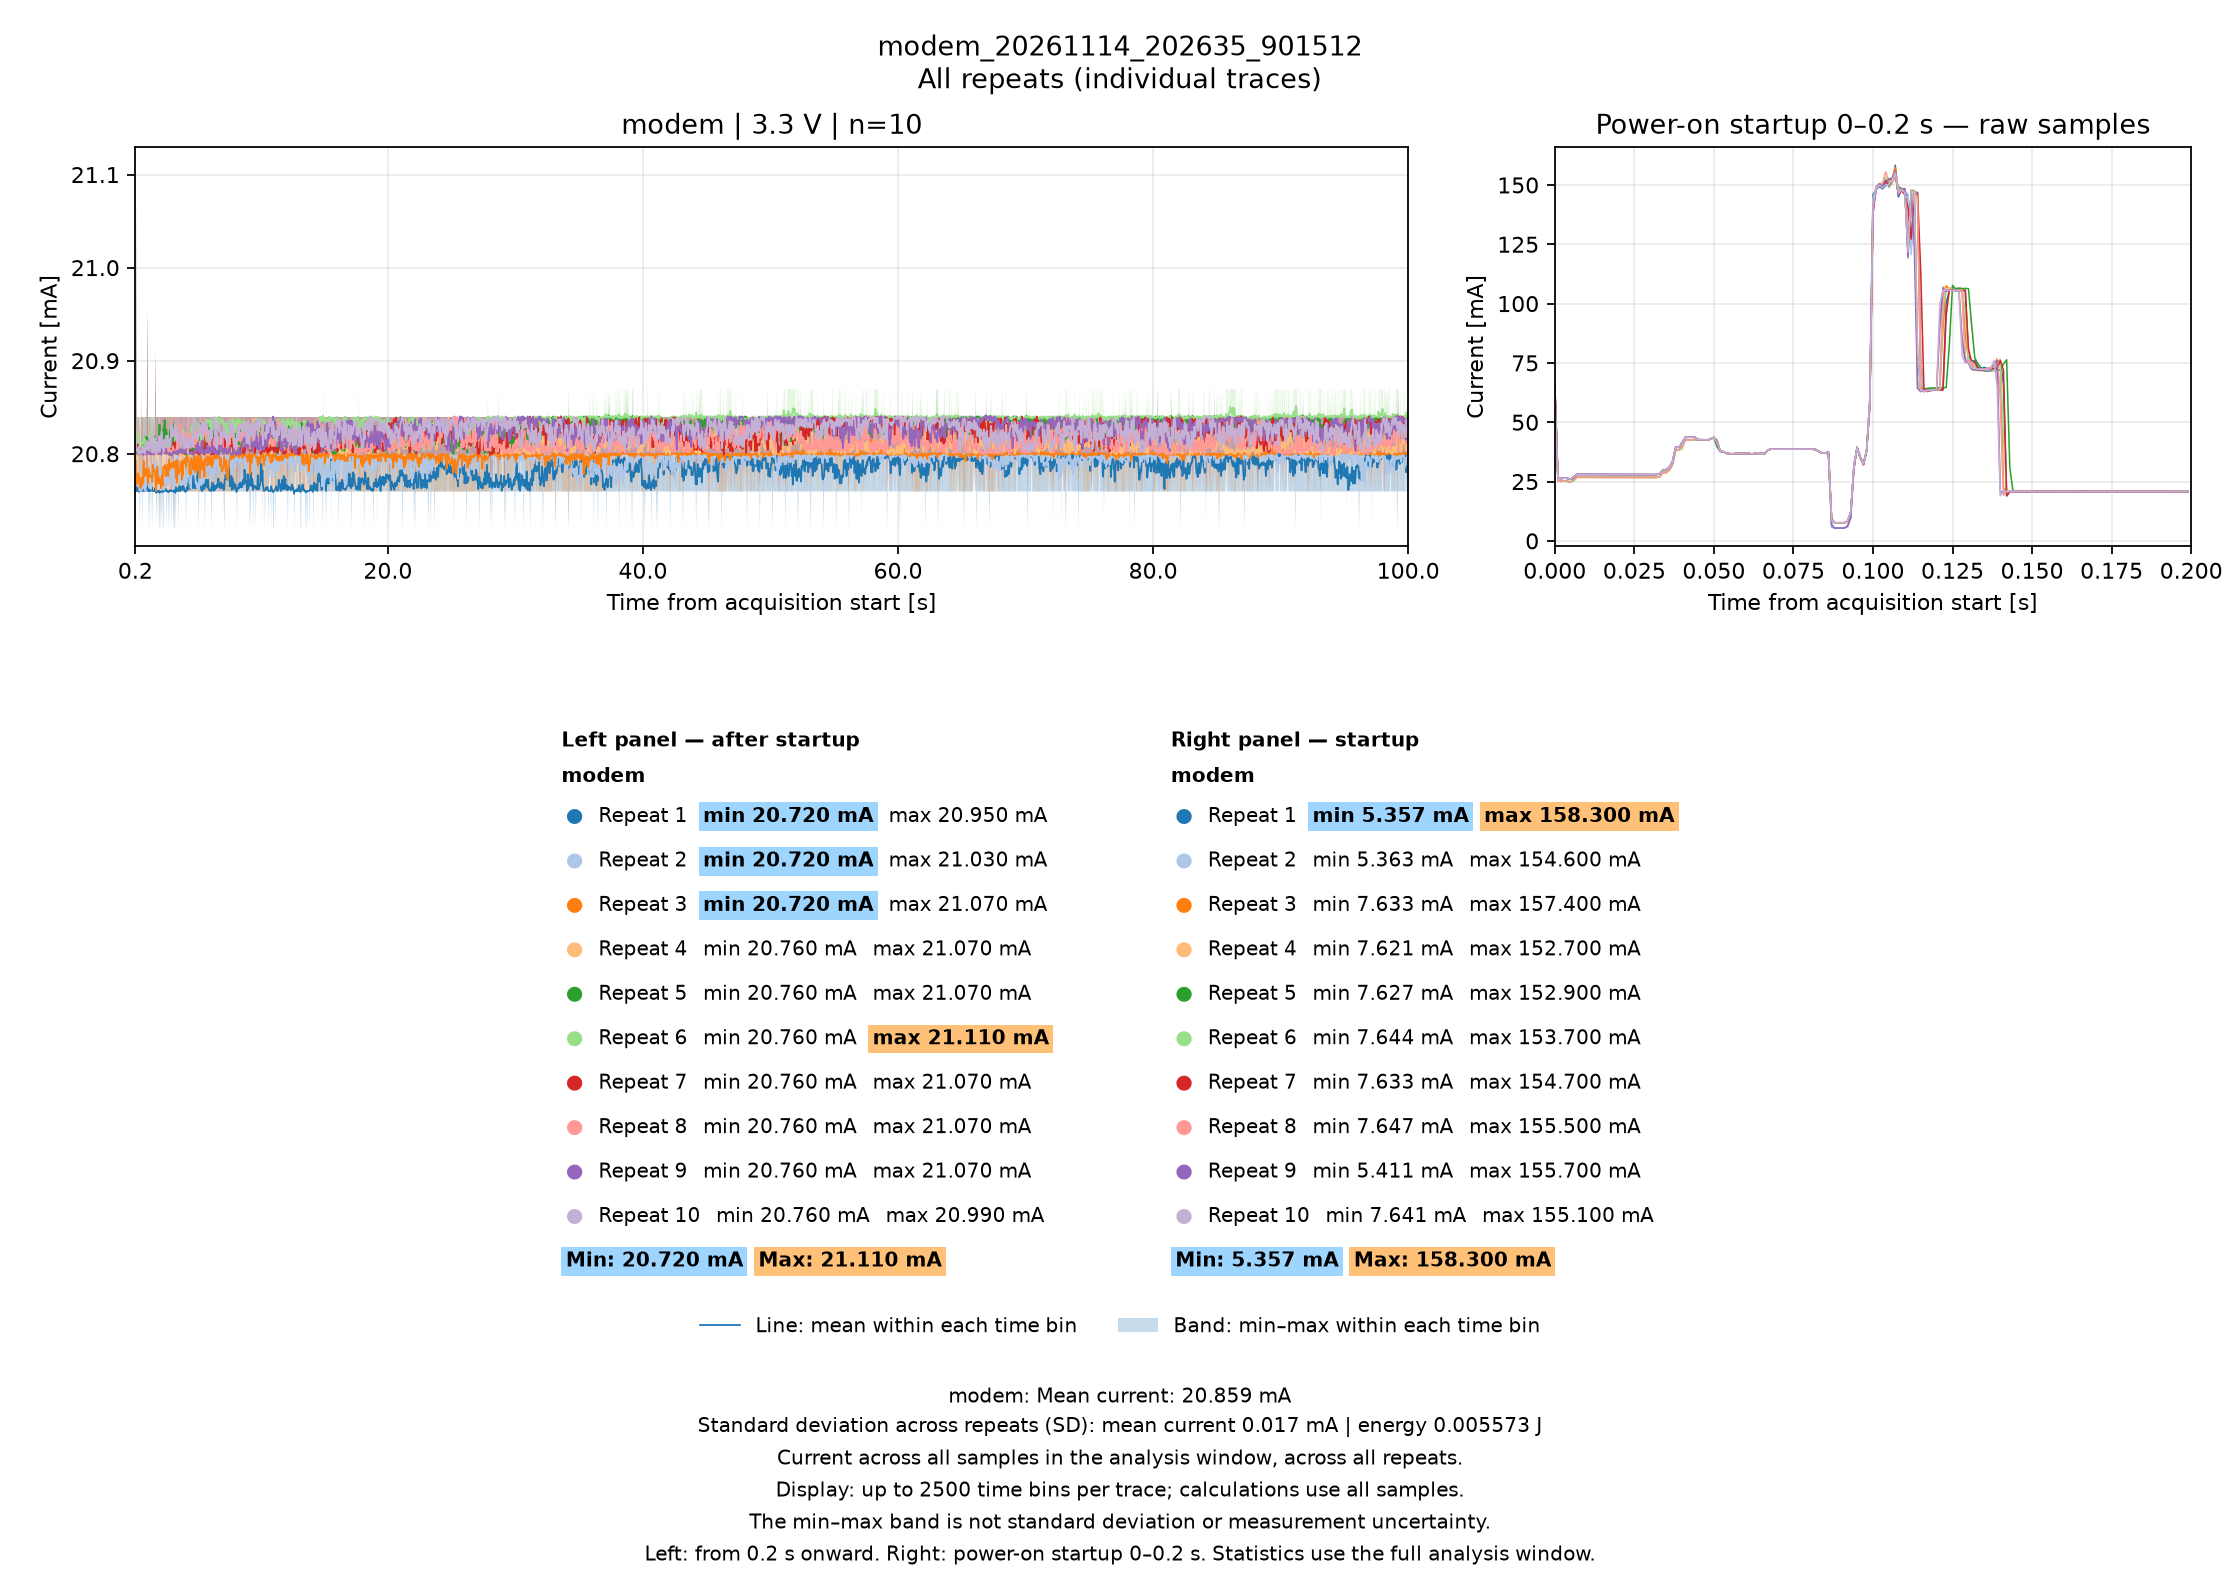 modem_20261114_202635_901512
All repeats (individual traces)
modem | 3.3 V | n=10
21.1
21.0
20.9
20.8
Current [mA]
0.2 20.0 40.0 60.0 80.0 100.0
Time from acquisition start [s]
Power-on startup 0–0.2 s — raw samples
150
125
100
75
50
25
0
Current [mA]
0.000 0.025 0.050 0.075 0.100 0.125 0.150 0.175 0.200
Time from acquisition start [s]
Left panel — after startup
modem
Repeat 1 min 20.720 mA max 20.950 mA
Repeat 2 min 20.720 mA max 21.030 mA
Repeat 3 min 20.720 mA max 21.070 mA
Repeat 4 min 20.760 mA max 21.070 mA
Repeat 5 min 20.760 mA max 21.070 mA
Repeat 6 min 20.760 mA max 21.110 mA
Repeat 7 min 20.760 mA max 21.070 mA
Repeat 8 min 20.760 mA max 21.070 mA
Repeat 9 min 20.760 mA max 21.070 mA
Repeat 10 min 20.760 mA max 20.990 mA
Min: 20.720 mA Max: 21.110 mA
Right panel — startup
modem
Repeat 1 min 5.357 mA max 158.300 mA
Repeat 2 min 5.363 mA max 154.600 mA
Repeat 3 min 7.633 mA max 157.400 mA
Repeat 4 min 7.621 mA max 152.700 mA
Repeat 5 min 7.627 mA max 152.900 mA
Repeat 6 min 7.644 mA max 153.700 mA
Repeat 7 min 7.633 mA max 154.700 mA
Repeat 8 min 7.647 mA max 155.500 mA
Repeat 9 min 5.411 mA max 155.700 mA
Repeat 10 min 7.641 mA max 155.100 mA
Min: 5.357 mA Max: 158.300 mA
Line: mean within each time bin
Band: min–max within each time bin
modem: Mean current: 20.859 mA
Standard deviation across repeats (SD): mean current 0.017 mA | energy 0.005573 J
Current across all samples in the analysis window, across all repeats.
Display: up to 2500 time bins per trace; calculations use all samples.
The min–max band is not standard deviation or measurement uncertainty.
Left: from 0.2 s onward. Right: power-on startup 0–0.2 s. Statistics use the full analysis window.